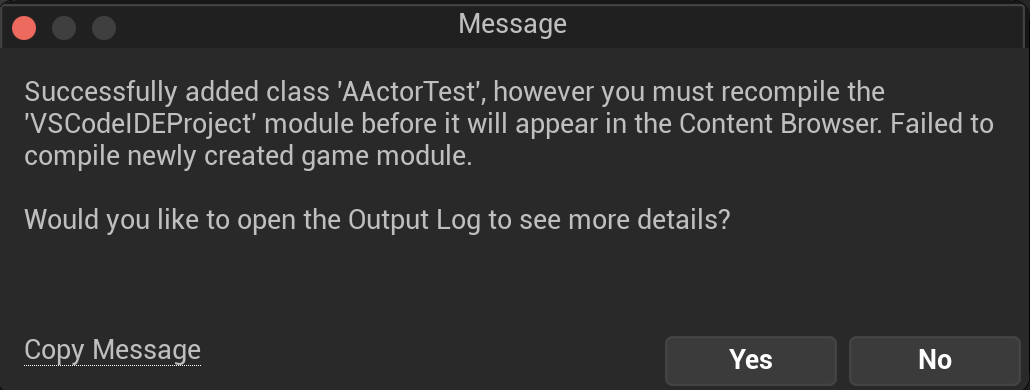 Message
Successfully added class 'AActorTest', however you must recompile the
'VSCodeIDEProject' module before it will appear in the Content Browser. Failed to
compile newly created game module.
Would you like to open the Output Log to see more details?
Copy Message
Yes
No